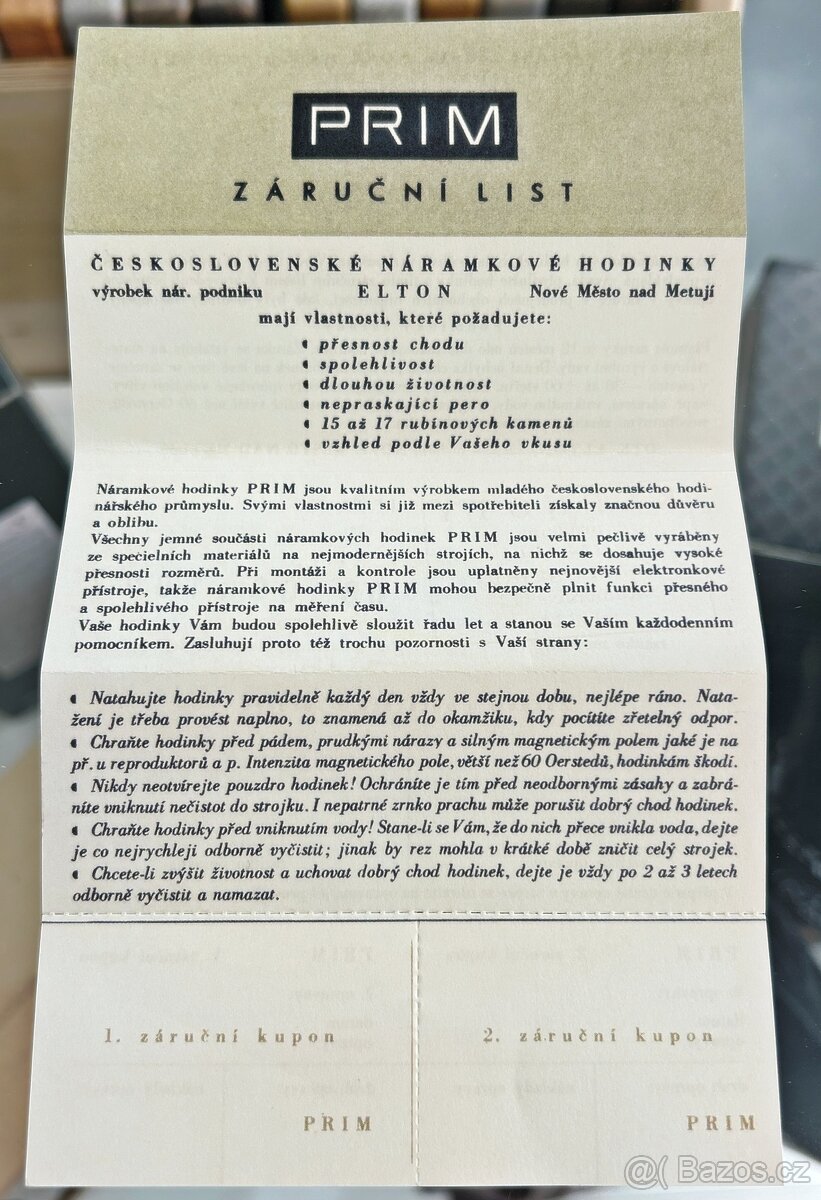 PRIM
ZÁRUČNÍ LIST
ČESKOSLOVENSKÉ NÁRAMKOVÉ HODINKY
výrobek nár. podniku ELTON Nové Město nad Metují
mají vlastnosti, které požadujete:
přesnost chodu
spolehlivost
dlouhou životnost
nepraskající pero
15 až 17 rubínových kamenů
vzhled podle Vašeho vkusu
Náramkové hodinky PRIM jsou kvalitním výrobkem mladého československého hodi-
nářského průmyslu. Svými vlastnostmi si již mezi spotřebiteli získaly značnou důvěru
a oblibu.
Všechny jemné součásti náramkových hodinek PRIM jsou velmi pečlivě vyráběny
ze specielních materiálů na nejmodernějších strojích, na nichž se dosahuje vysoké
přesnosti rozměrů. Při montáži a kontrole jsou uplatněny nejnovější elektronkové
přístroje, takže náramkové hodinky PRIM mohou bezpečně plnit funkci přesného
a spolehlivého přístroje na měření času.
Vaše hodinky Vám budou spolehlivě sloužit řadu let a stanou se Vaším každodenním
pomocníkem. Zasluhují proto též trochu pozornosti s Vaší strany:
Natahujte hodinky pravidelně každý den vždy ve stejnou dobu, nejlépe ráno. Nata-
žení je třeba provést naplno, to znamená až do okamžiku, kdy pocítíte zřetelný odpor.
Chraňte hodinky před pádem, prudkými nárazy a silným magnetickým polem jaké je na
př. u reproduktorů a p. Intenzita magnetického pole, větší než 60 Oerstedů, hodinkám škodí.
Nikdy neotvírejte pouzdro hodinek! Ochráníte je tím před neodbornými zásahy a zabrá-
níte vniknutí nečistot do strojku. I nepatrné zrnko prachu může porušit dobrý chod hodinek.
Chraňte hodinky před vniknutím vody! Stane-li se Vám, že do nich přece vnikla voda, dejte
je co nejrychleji odborně vyčistit; jinak by rez mohla v krátké době zničit celý strojek.
Chcete-li zvýšit životnost a uchovat dobrý chod hodinek, dejte je vždy po 2 až 3 letech
odborně vyčistit a namazat.
1. záruční kupon
2. záruční kupon
PRIM
PRIM
@( Bazos.cz